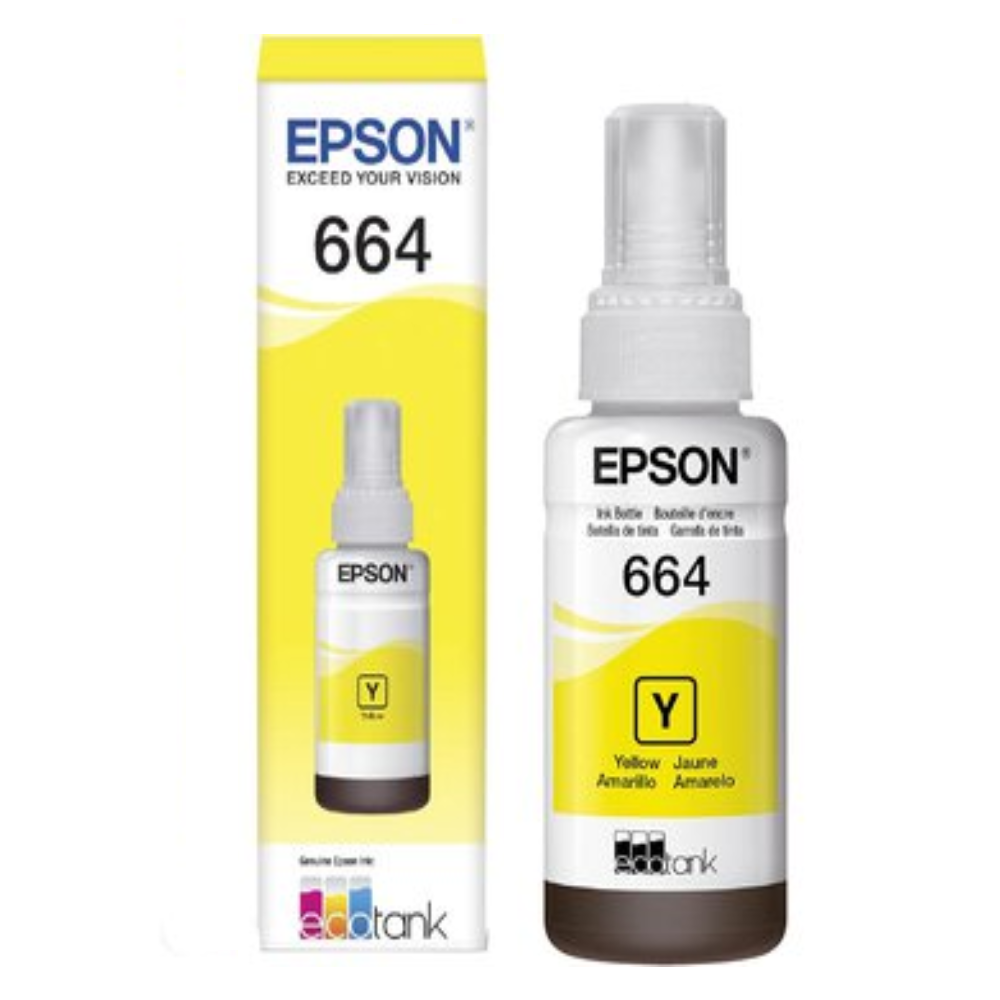 EPSON®
EXCEED YOUR VISION
664
EPSON
Y
Yellow
Genuine Epson Ink
ecotank
EPSON®
Ink Bottle Bouteille d'encre
Botella de tinta Garrafa de tinta
664
Y
Yellow Jaune
Amarillo Amarelo
ecotank